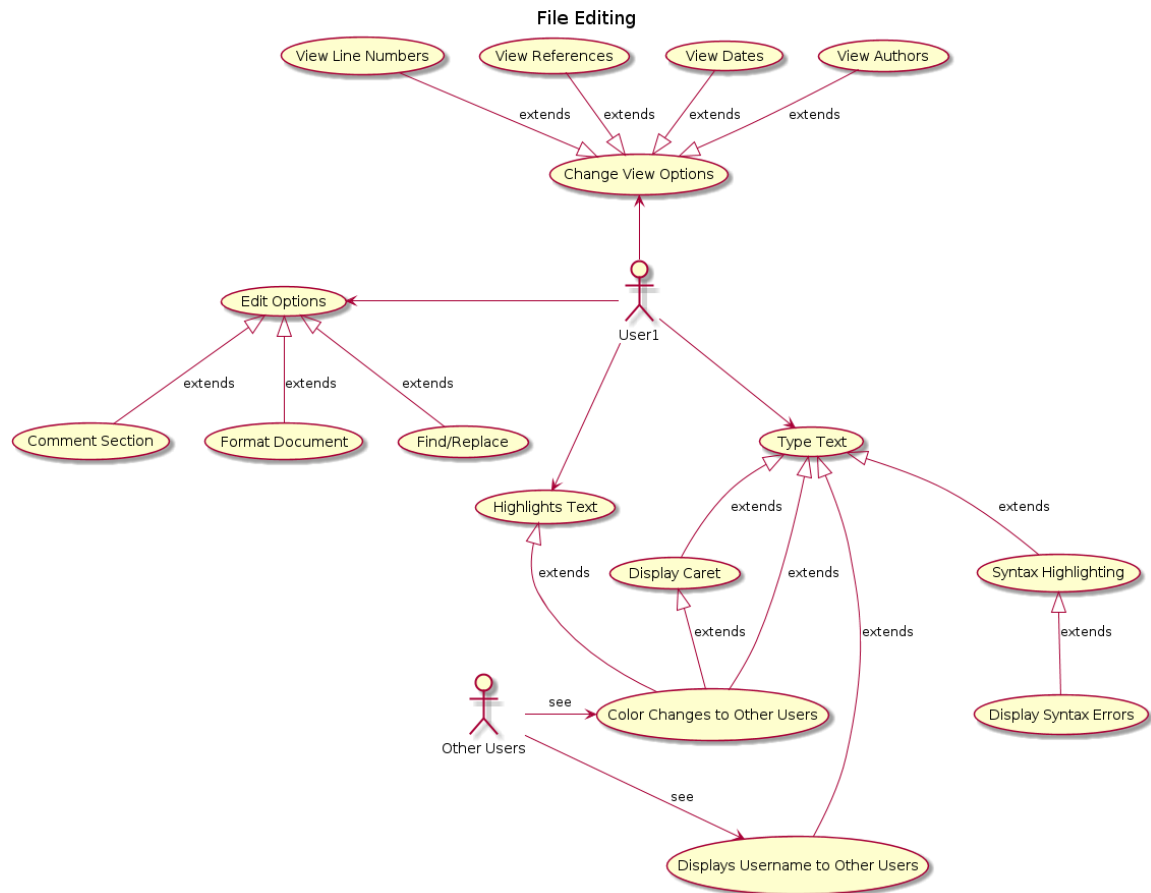 File Editing
View Line Numbers
View References
View Dates
View Authors
extends
extends
extends
extends
Change View Options
Edit Options
User1
extends
extends
extends
Comment Section
Format Document
Find/Replace
Type Text
Highlights Text
extends
extends
extends
Display Caret
Syntax Highlighting
extends
extends
extends
see
Color Changes to Other Users
Display Syntax Errors
Other Users
see
Displays Username to Other Users